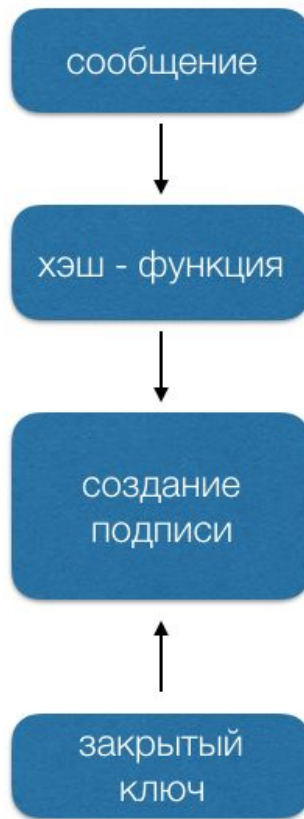 сообщение
хэш - функция
создание
подписи
закрытый
ключ